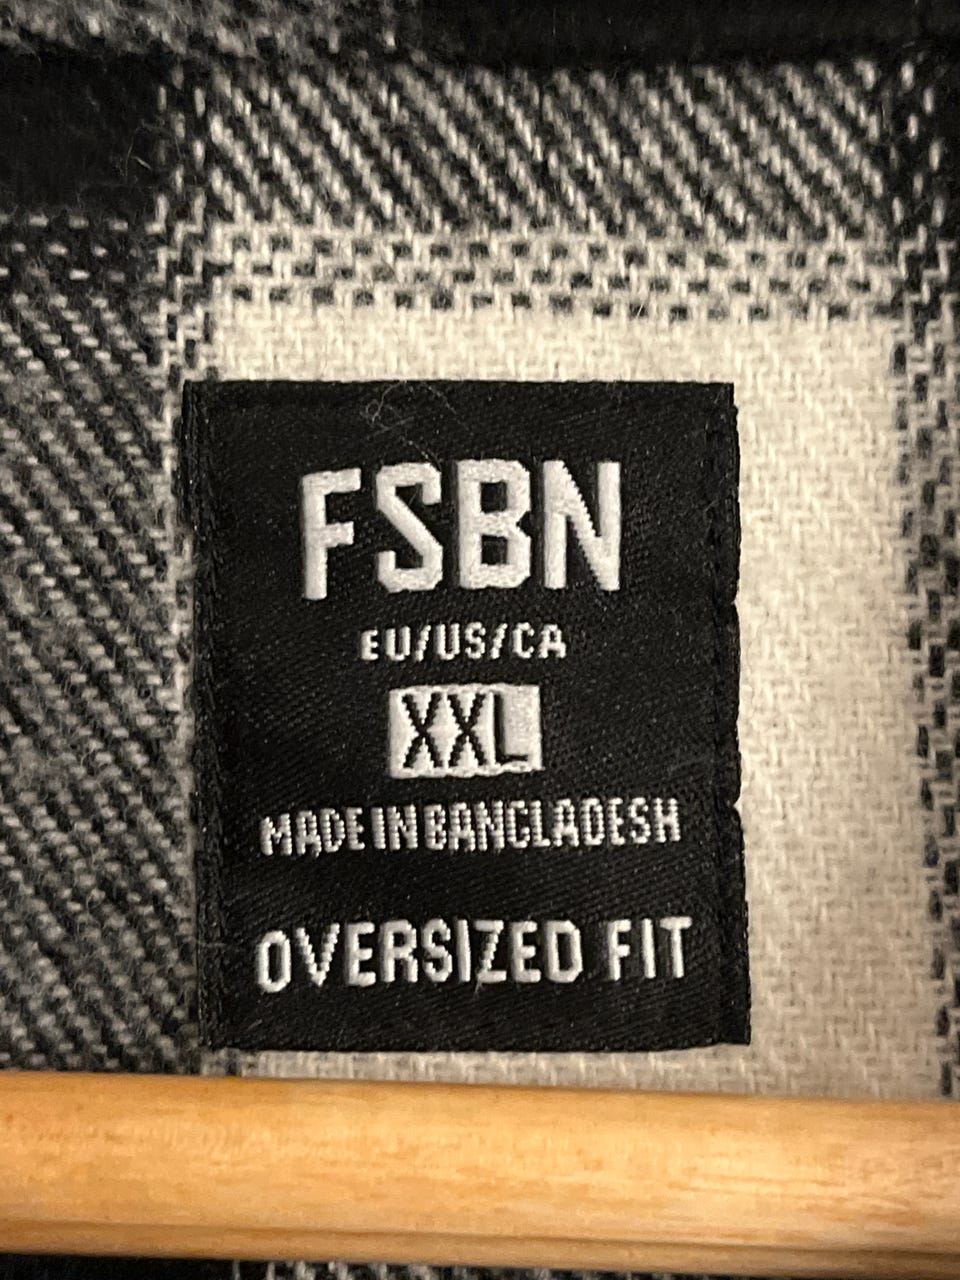 FSBN
EU/US/CA
XXL
MADE IN BANGLADESH
OVERSIZED FIT